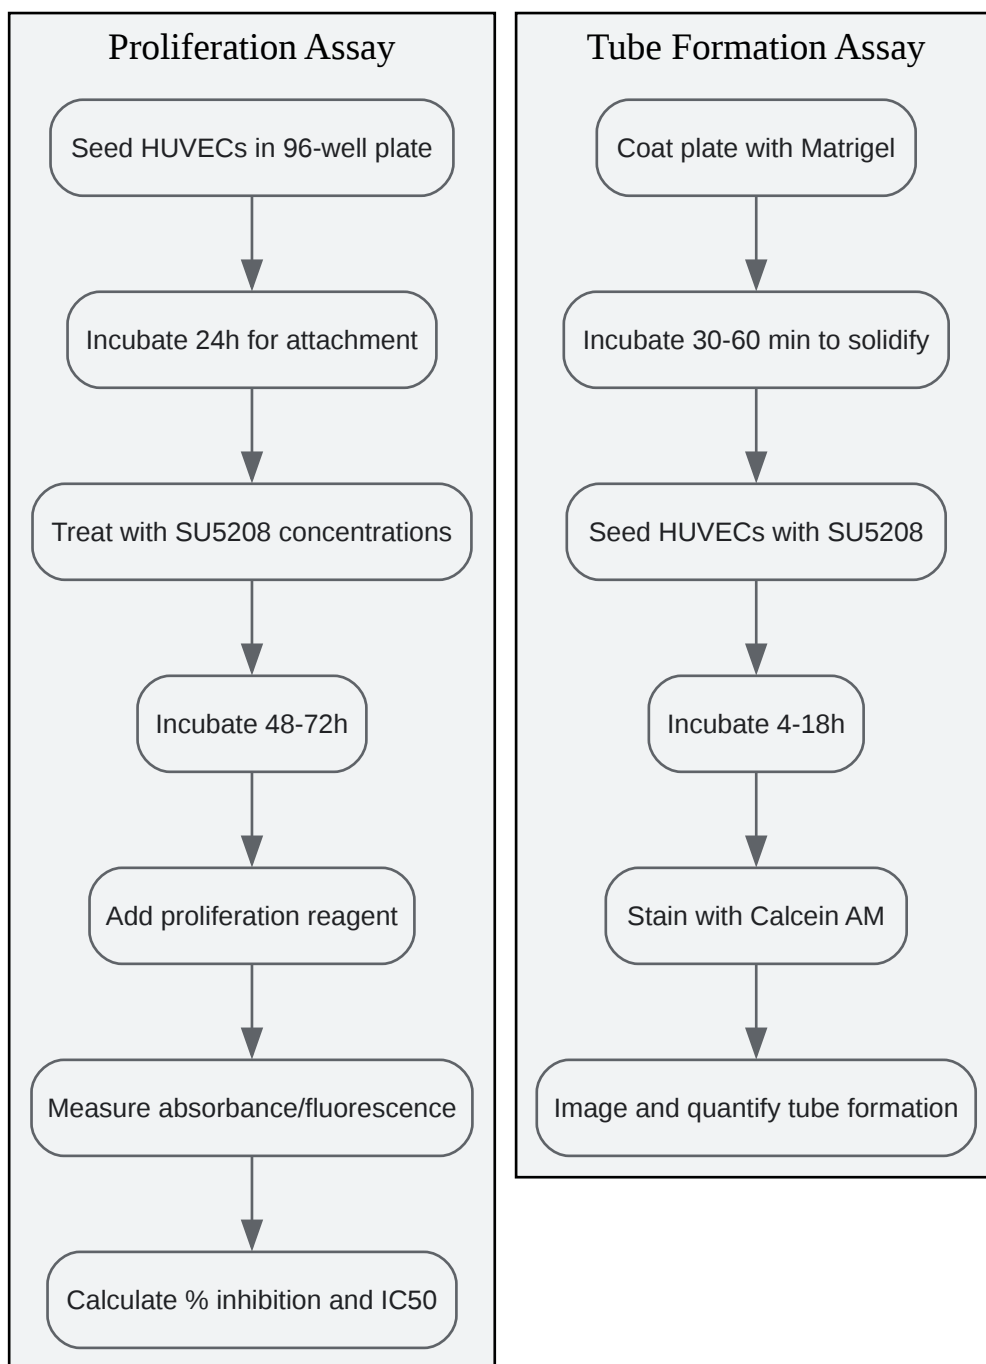 Proliferation Assay
Seed HUVECs in 96-well plate
Incubate 24h for attachment
Treat with SU5208 concentrations
Incubate 48-72h
Add proliferation reagent
Measure absorbance/fluorescence
Calculate % inhibition and IC50
Tube Formation Assay
Coat plate with Matrigel
Incubate 30-60 min to solidify
Seed HUVECs with SU5208
Incubate 4-18h
Stain with Calcein AM
Image and quantify tube formation